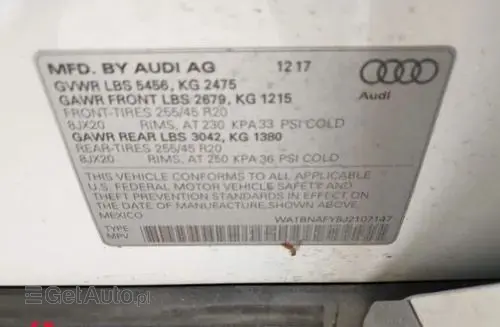 MFD. BY AUDI AG 12 17
GVWR LBS 5456, KG 2475
GAWR FRONT LBS 2679, KG 1215
FRONT-TIRES 255/45 R20
8JX20 RIMS, AT 230 KPA 33 PSI COLD
GAWR REAR LBS 3042, KG 1380
REAR-TIRES 255/45 R20
8JX20 RIMS, AT 250 KPA 36 PSI COLD
Audi
THIS VEHICLE CONFORMS TO ALL APPLICABLE
U.S. FEDERAL MOTOR VEHICLE SAFETY AND
THEFT PREVENTION STANDARDS IN EFFECT ON
THE DATE OF MANUFACTURE SHOWN ABOVE.
MEXICO WA1BNAFY8J2107147
TYPE
MPV
GetAutoPrice
GetAutoPrice